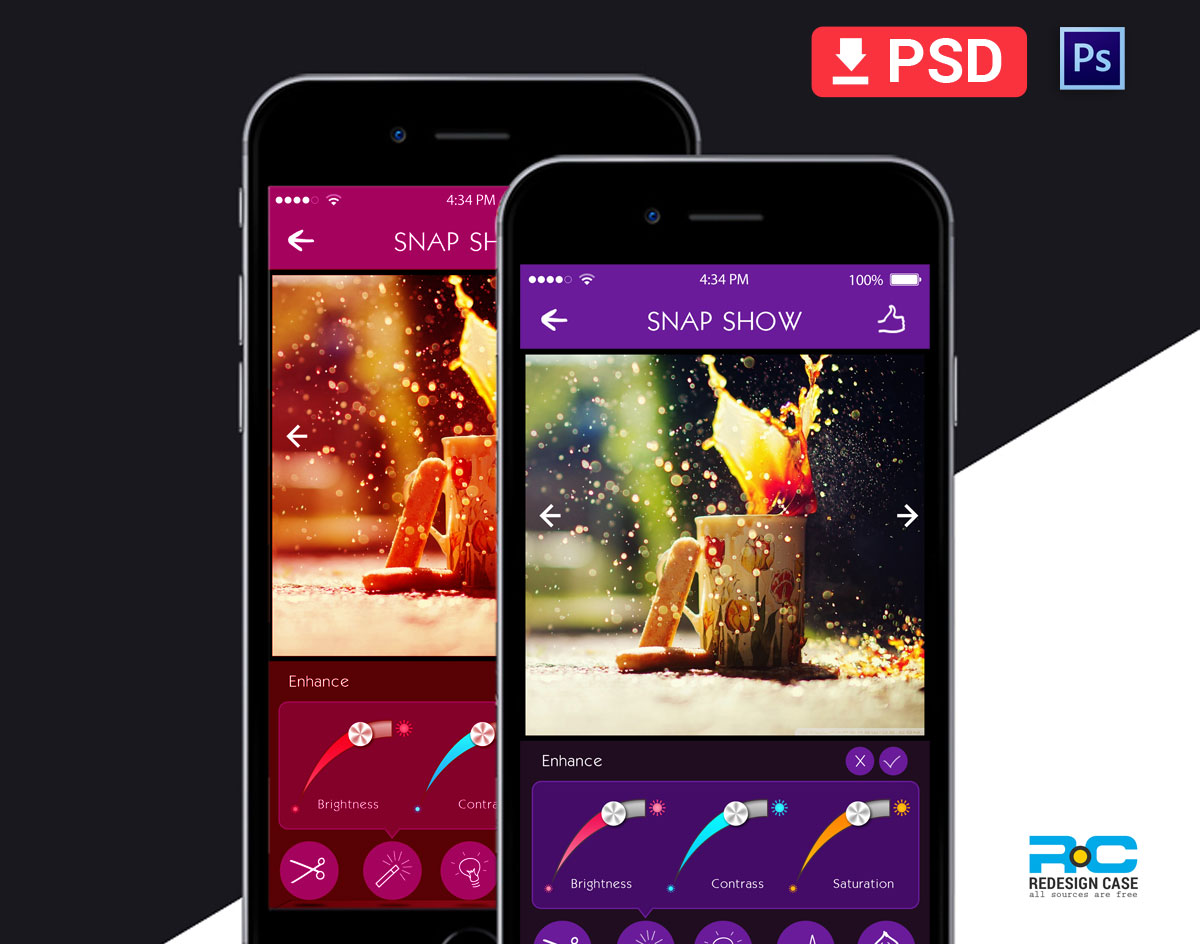 PSD
Ps
4:34 PM
SNAP SH
Enhance
Brightness
Contra
4:34 PM
100%
SNAP SHOW
Enhance
X
Brightness
Contrass
Saturation
RC
REDESIGN CASE
all sources are free